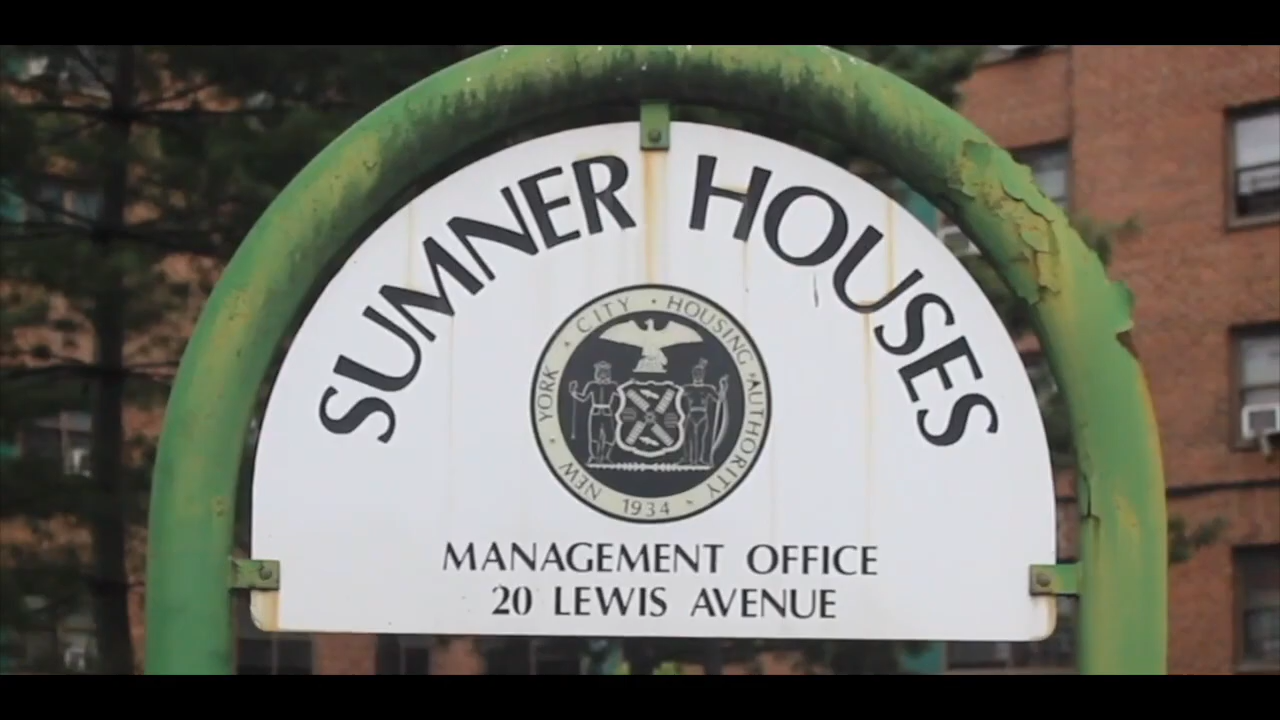 SUMNER HOUSES
NEW · YORK · CITY · HOUSING · AUTHORITY ·
1934
MANAGEMENT OFFICE
20 LEWIS AVENUE